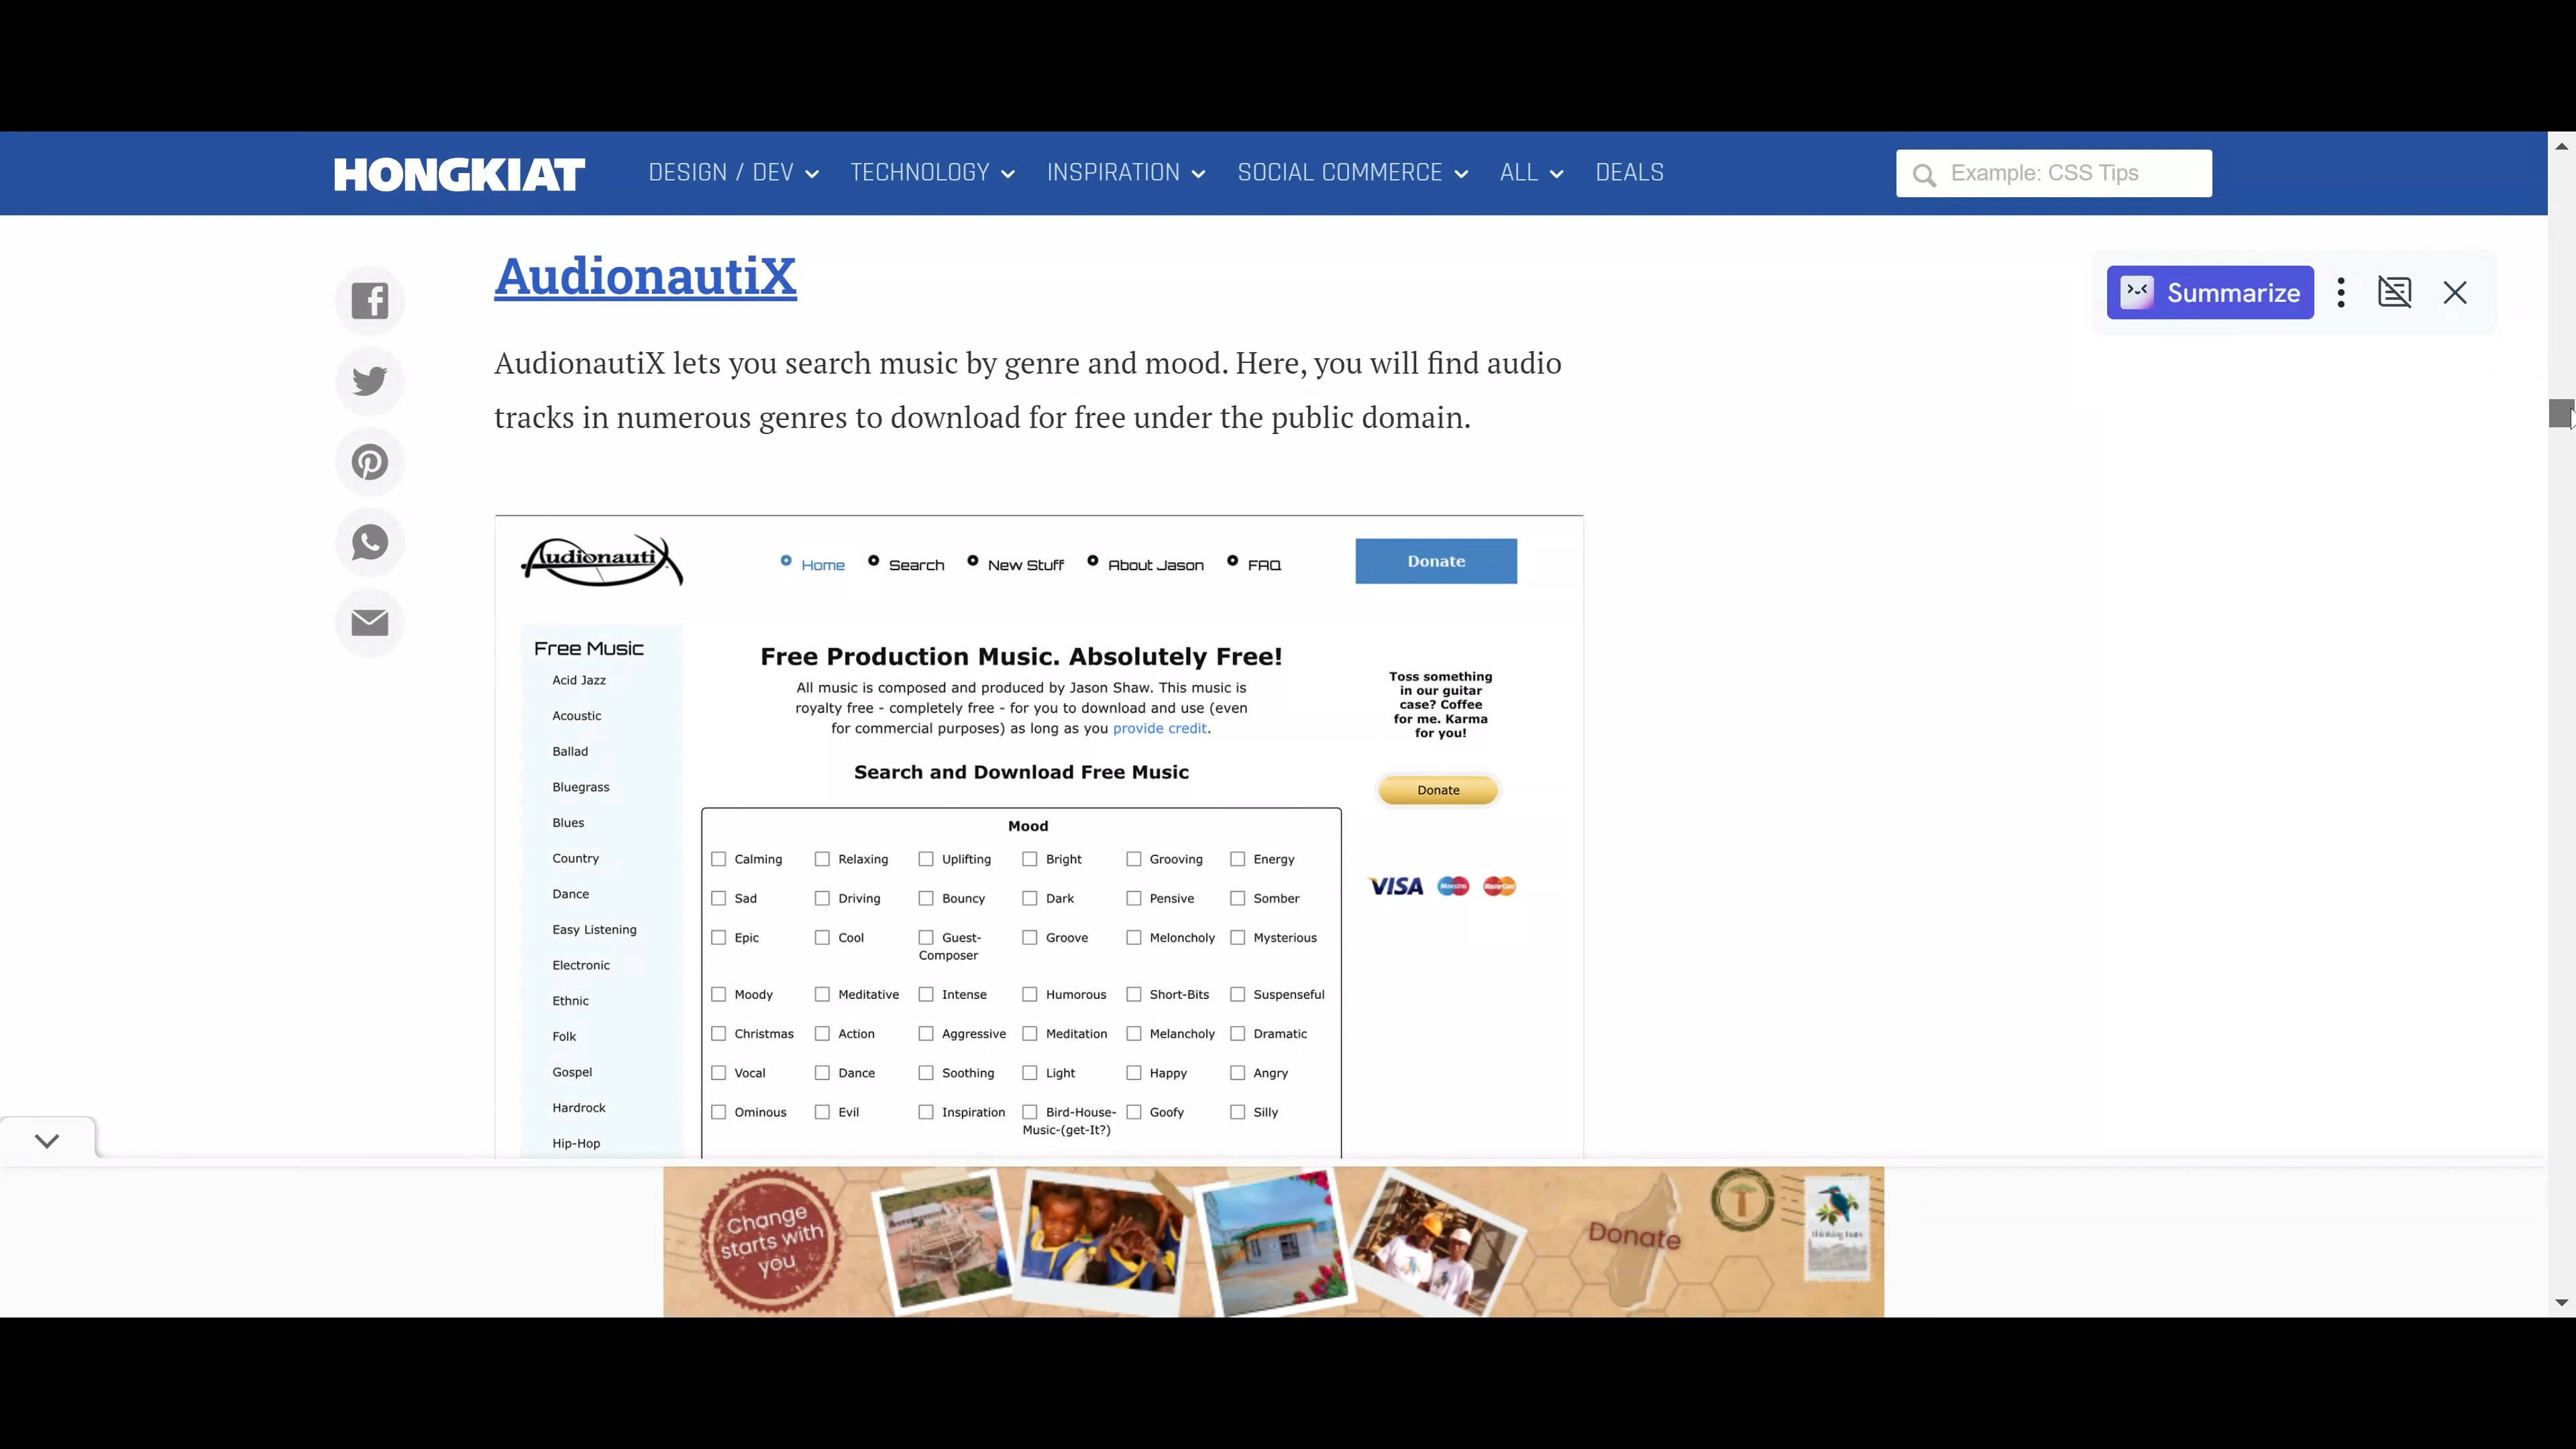 HONGKIAT
DESIGN / DEV
TECHNOLOGY
INSPIRATION
SOCIAL COMMERCE
ALL
DEALS
Example: CSS Tips
AudionautiX
Summarize
AudionautiX lets you search music by genre and mood. Here, you will find audio
tracks in numerous genres to download for free under the public domain.
AudionautiX
Home
Search
New Stuff
About Jason
FAQ
Donate
Free Music
Acid Jazz
Acoustic
Ballad
Bluegrass
Blues
Country
Dance
Easy Listening
Electronic
Ethnic
Folk
Gospel
Hardrock
Hip-Hop
Free Production Music. Absolutely Free!
All music is composed and produced by Jason Shaw. This music is
royalty free - completely free - for you to download and use (even
for commercial purposes) as long as you provide credit.
Search and Download Free Music
Mood
Calming Relaxing Uplifting Bright Grooving Energy
Sad Driving Bouncy Dark Pensive Somber
Epic Cool Guest- Groove Meloncholy Mysterious
Composer
Moody Meditative Intense Humorous Short-Bits Suspenseful
Christmas Action Aggressive Meditation Melancholy Dramatic
Vocal Dance Soothing Light Happy Angry
Ominous Evil Inspiration Bird-House- Goofy Silly
Music-(get-It?)
Toss something
in our guitar
case? Coffee
for me. Karma
for you!
Donate
VISA
Maestro
MasterCard
Change
starts with
you
Donate
thinking huts